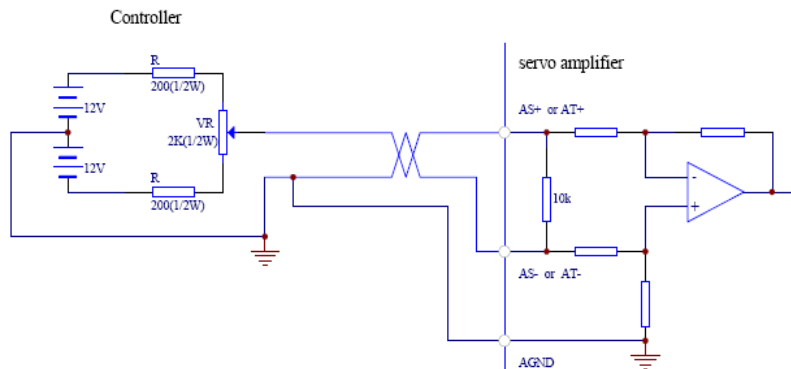 Controller
servo amplifier
R
200(1/2W)
12V
VR
2K(1/2W)
AS+ or AT+
12V
R
200(1/2W)
10k
-
+
AS- or AT-
AGND